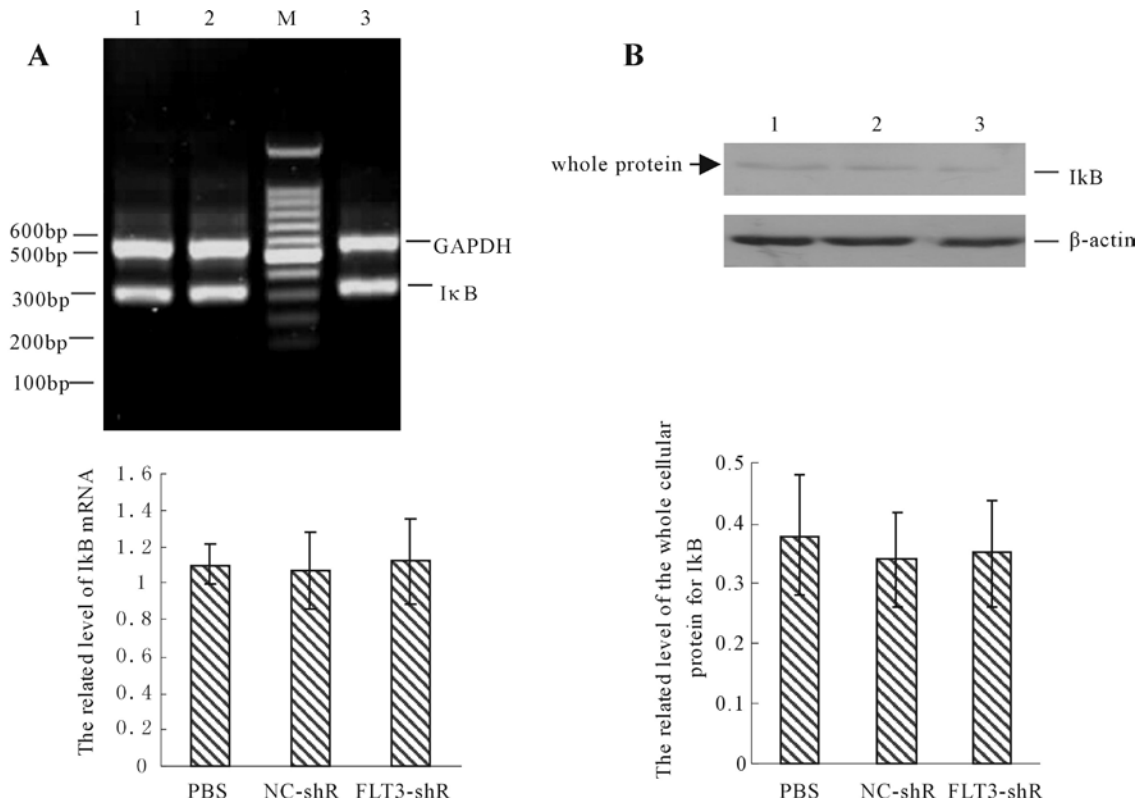 A
1 2 M 3
600bp
500bp
300bp
200bp
100bp
GAPDH
IκB
The related level of IkB mRNA
1.6
1.4
1.2
1
0.8
0.6
0.4
0.2
0
PBS NC-shR FLT3-shR
B
1 2 3
whole protein
IkB
β-actin
The related level of the whole cellular
protein for IkB
0.5
0.4
0.3
0.2
0.1
0
PBS NC-shR FLT3-shR